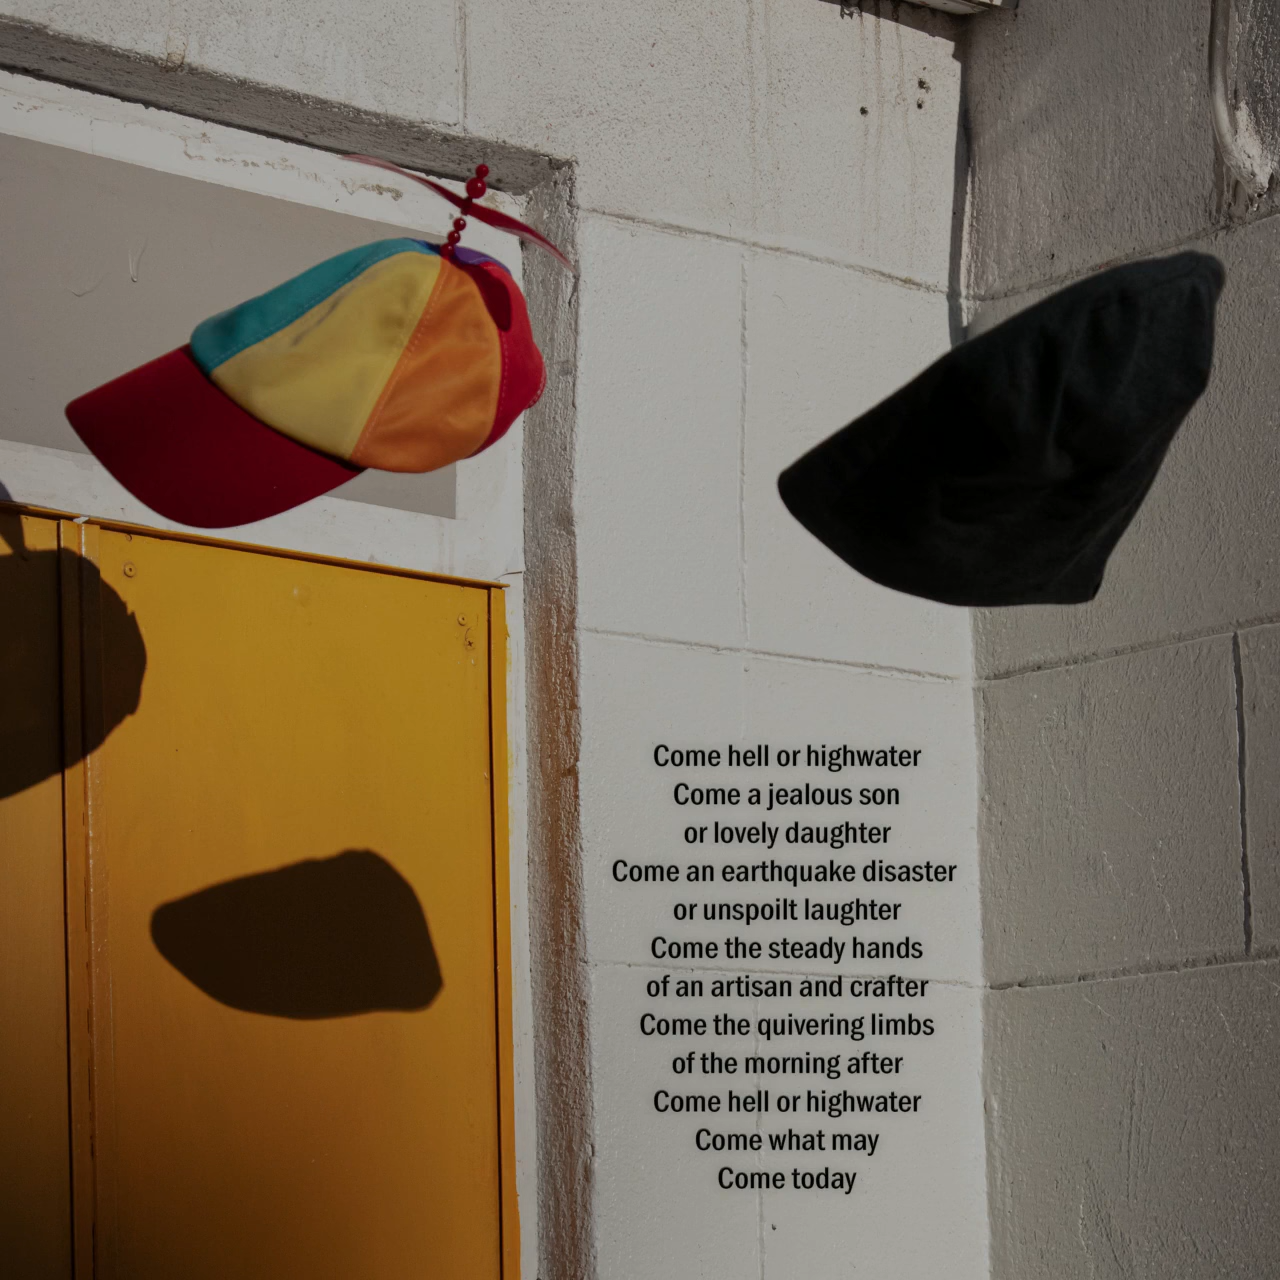 Come hell or highwater
Come a jealous son
or lovely daughter
Come an earthquake disaster
or unspoilt laughter
Come the steady hands
of an artisan and crafter
Come the quivering limbs
of the morning after
Come hell or highwater
Come what may
Come today